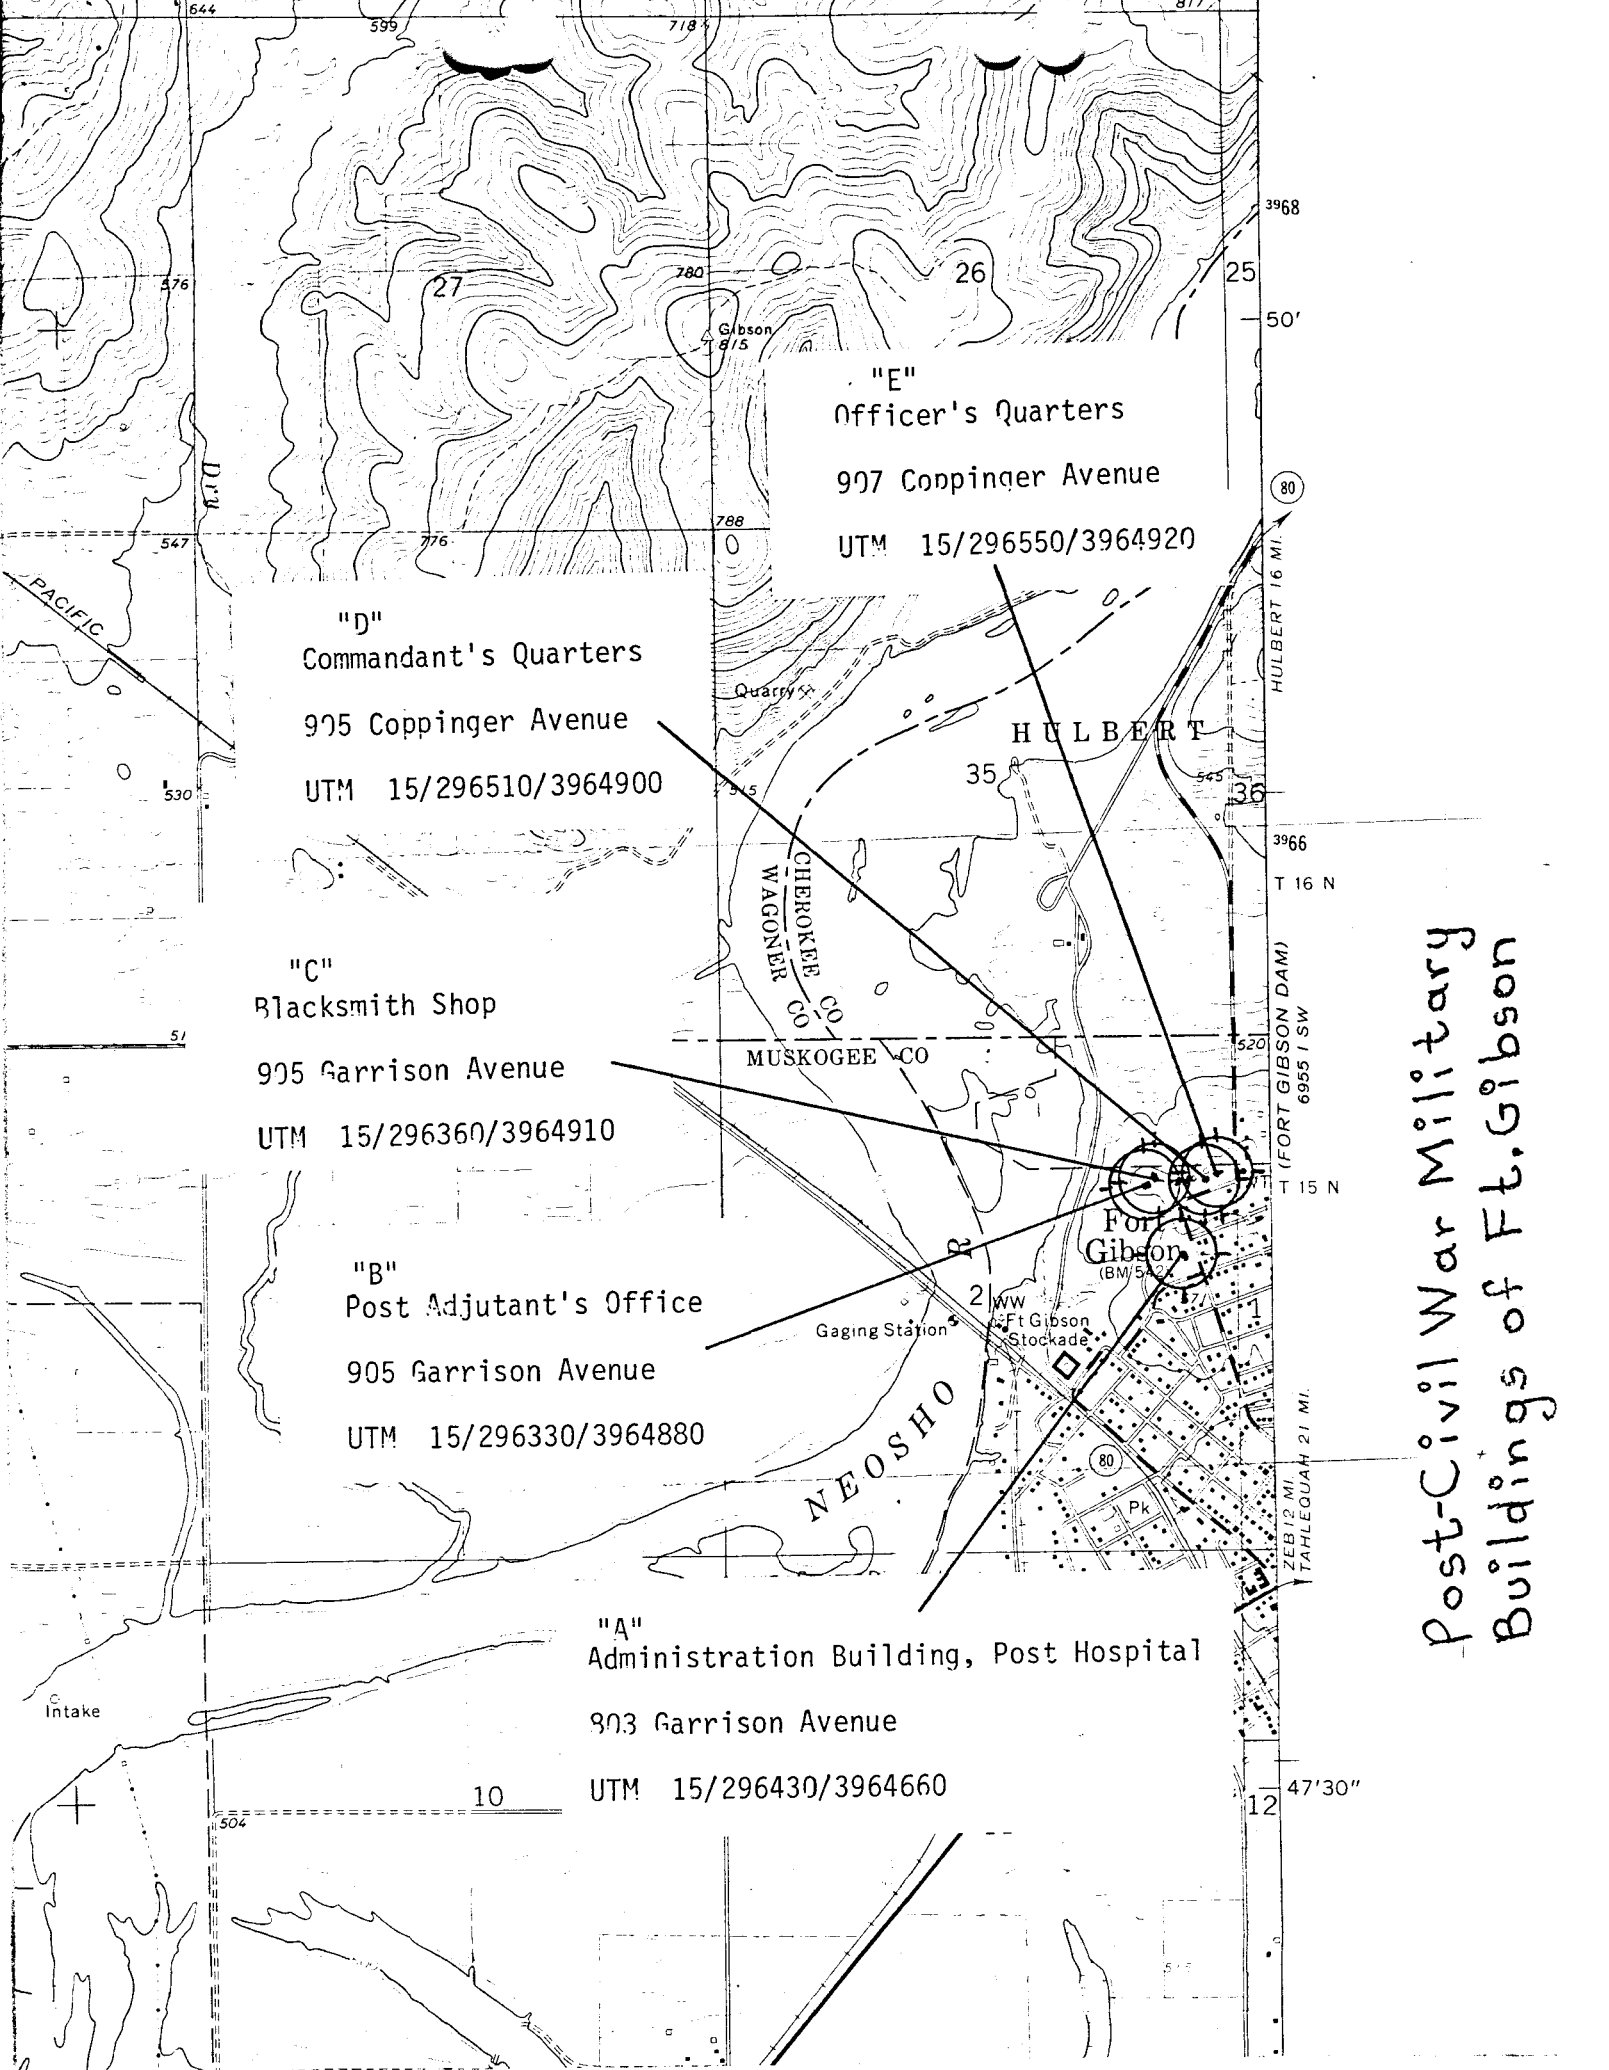 644
599
718
3968
27
780
26
25
576
Gibson
815
50'
"E"
Officer's Quarters
907 Coppinger Avenue
UTM 15/296550/3964920
80
HULBERT 16 MI.
Dry
788
547
776
PACIFIC
"D"
Commandant's Quarters
905 Coppinger Avenue
UTM 15/296510/3964900
Quarry
HULBERT
35
545
36
530
515
3966
T 16 N
CHEROKEE CO
WAGONER CO
"C"
Blacksmith Shop
905 Garrison Avenue
UTM 15/296360/3964910
51
MUSKOGEE CO
520
(FORT GIBSON DAM)
6955 I SW
T 15 N
Fort
Gibson
(BM 542)
"B"
Post Adjutant's Office
905 Garrison Avenue
UTM 15/296330/3964880
R
2
WW
Ft Gibson
Stockade
Gaging Station
1
NEOSHO
80
Pk
ZEB 12 MI.
TAHLEQUAH 21 MI.
"A"
Administration Building, Post Hospital
803 Garrison Avenue
UTM 15/296430/3964660
Intake
10
504
12
47'30"
Post-Civil War Military
Buildings of Ft. Gibson